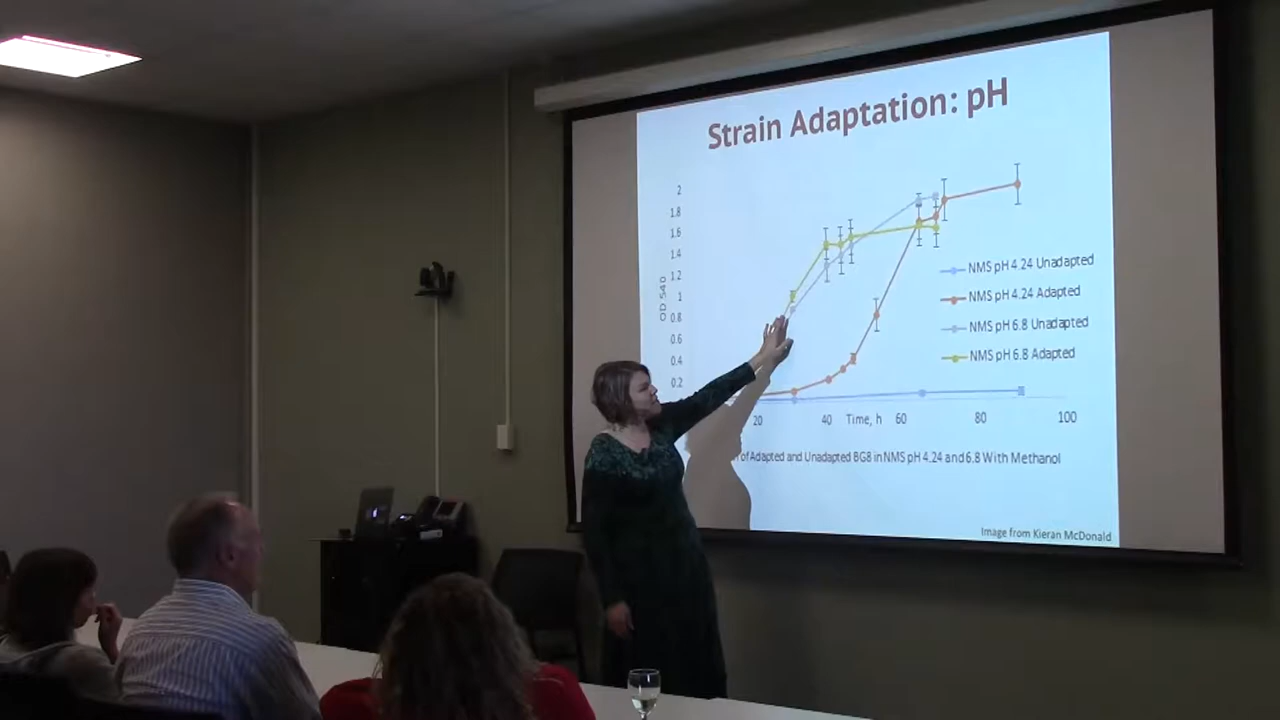 Strain Adaptation: pH
2
1.8
1.6
1.4
1.2
1
0.8
0.6
0.4
0.2
OD 540
NMS pH 4.24 Unadapted
NMS pH 4.24 Adapted
NMS pH 6.8 Unadapted
NMS pH 6.8 Adapted
20 40 Time, h 60 80 100
of Adapted and Unadapted BG8 in NMS pH 4.24 and 6.8 With Methanol
Image from Kieran McDonald